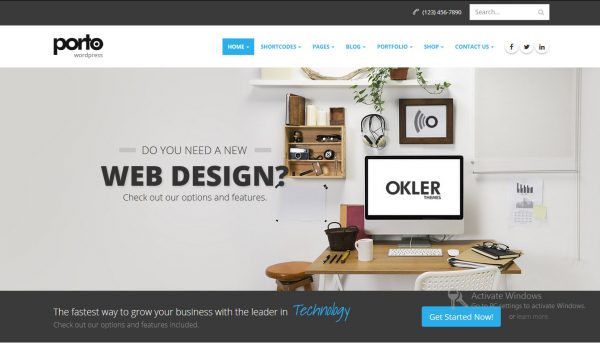 (123) 456-7890
Search...
porto
wordpress
HOME
SHORTCODES
PAGES
BLOG
PORTFOLIO
SHOP
CONTACT US
DO YOU NEED A NEW
WEB DESIGN?
Check out our options and features.
OKLER
THEMES
The fastest way to grow your business with the leader in Technology
Check out our options and features included.
Get Started Now!
or learn more.
Activate Windows
Go to PC settings to activate Windows.